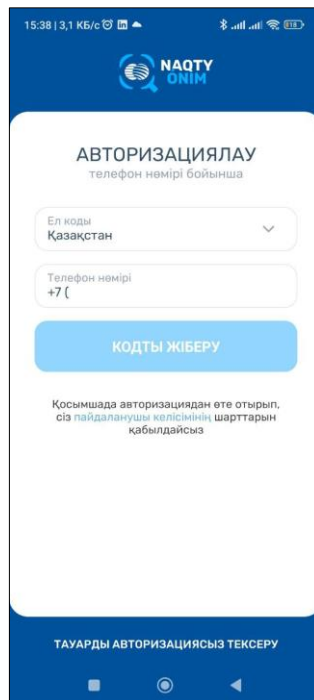 15:38 | 3,1 КБ/с
NAQTY
ONIM
АВТОРИЗАЦИЯЛАУ
телефон нөмірі бойынша
Ел коды
Қазақстан
Телефон нөмірі
+7 (
КОДТЫ ЖІБЕРУ
Қосымшада авторизациядан өте отырып,
сіз пайдаланушы келісімінің шарттарын
қабылдайсыз
ТАУАРДЫ АВТОРИЗАЦИЯСЫЗ ТЕКСЕРУ